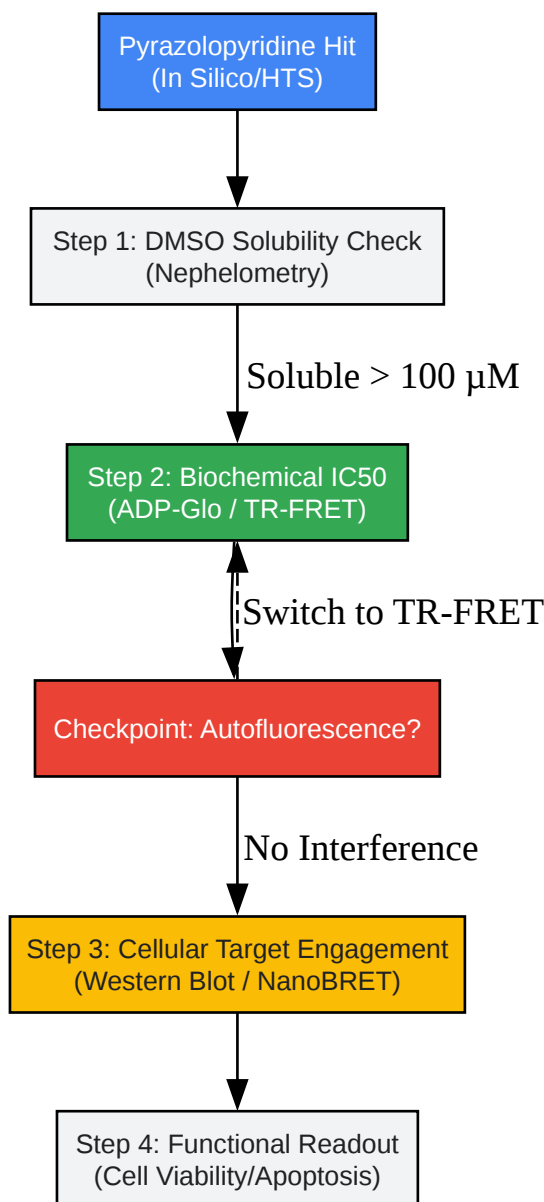 Pyrazolopyridine Hit
(In Silico/HTS)
Step 1: DMSO Solubility Check
(Nephelometry)
Soluble > 100 µM
Step 2: Biochemical IC50
(ADP-Glo / TR-FRET)
Switch to TR-FRET
Checkpoint: Autofluorescence?
No Interference
Step 3: Cellular Target Engagement
(Western Blot / NanoBRET)
Step 4: Functional Readout
(Cell Viability/Apoptosis)